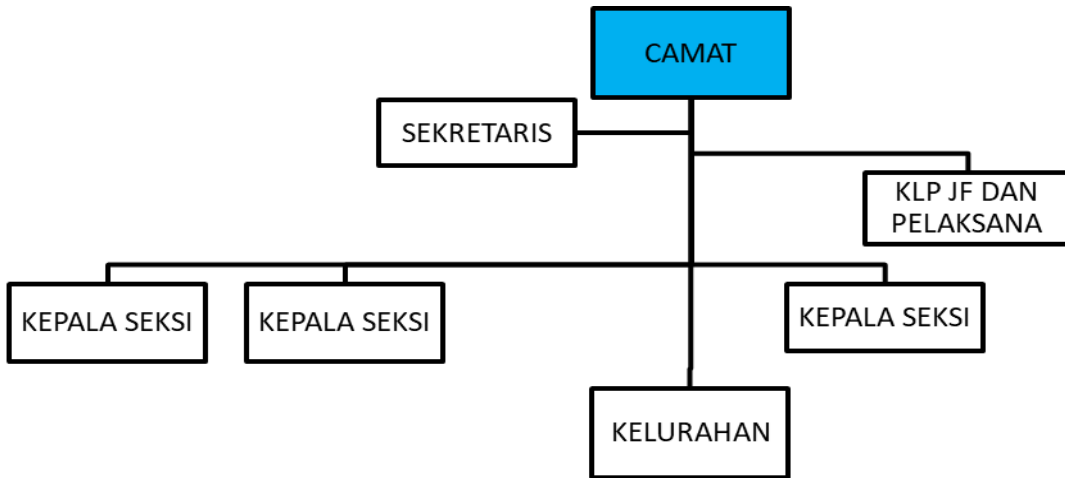 CAMAT
SEKRETARIS
KLP JF DAN
PELAKSANA
KEPALA SEKSI
KEPALA SEKSI
KEPALA SEKSI
KELURAHAN